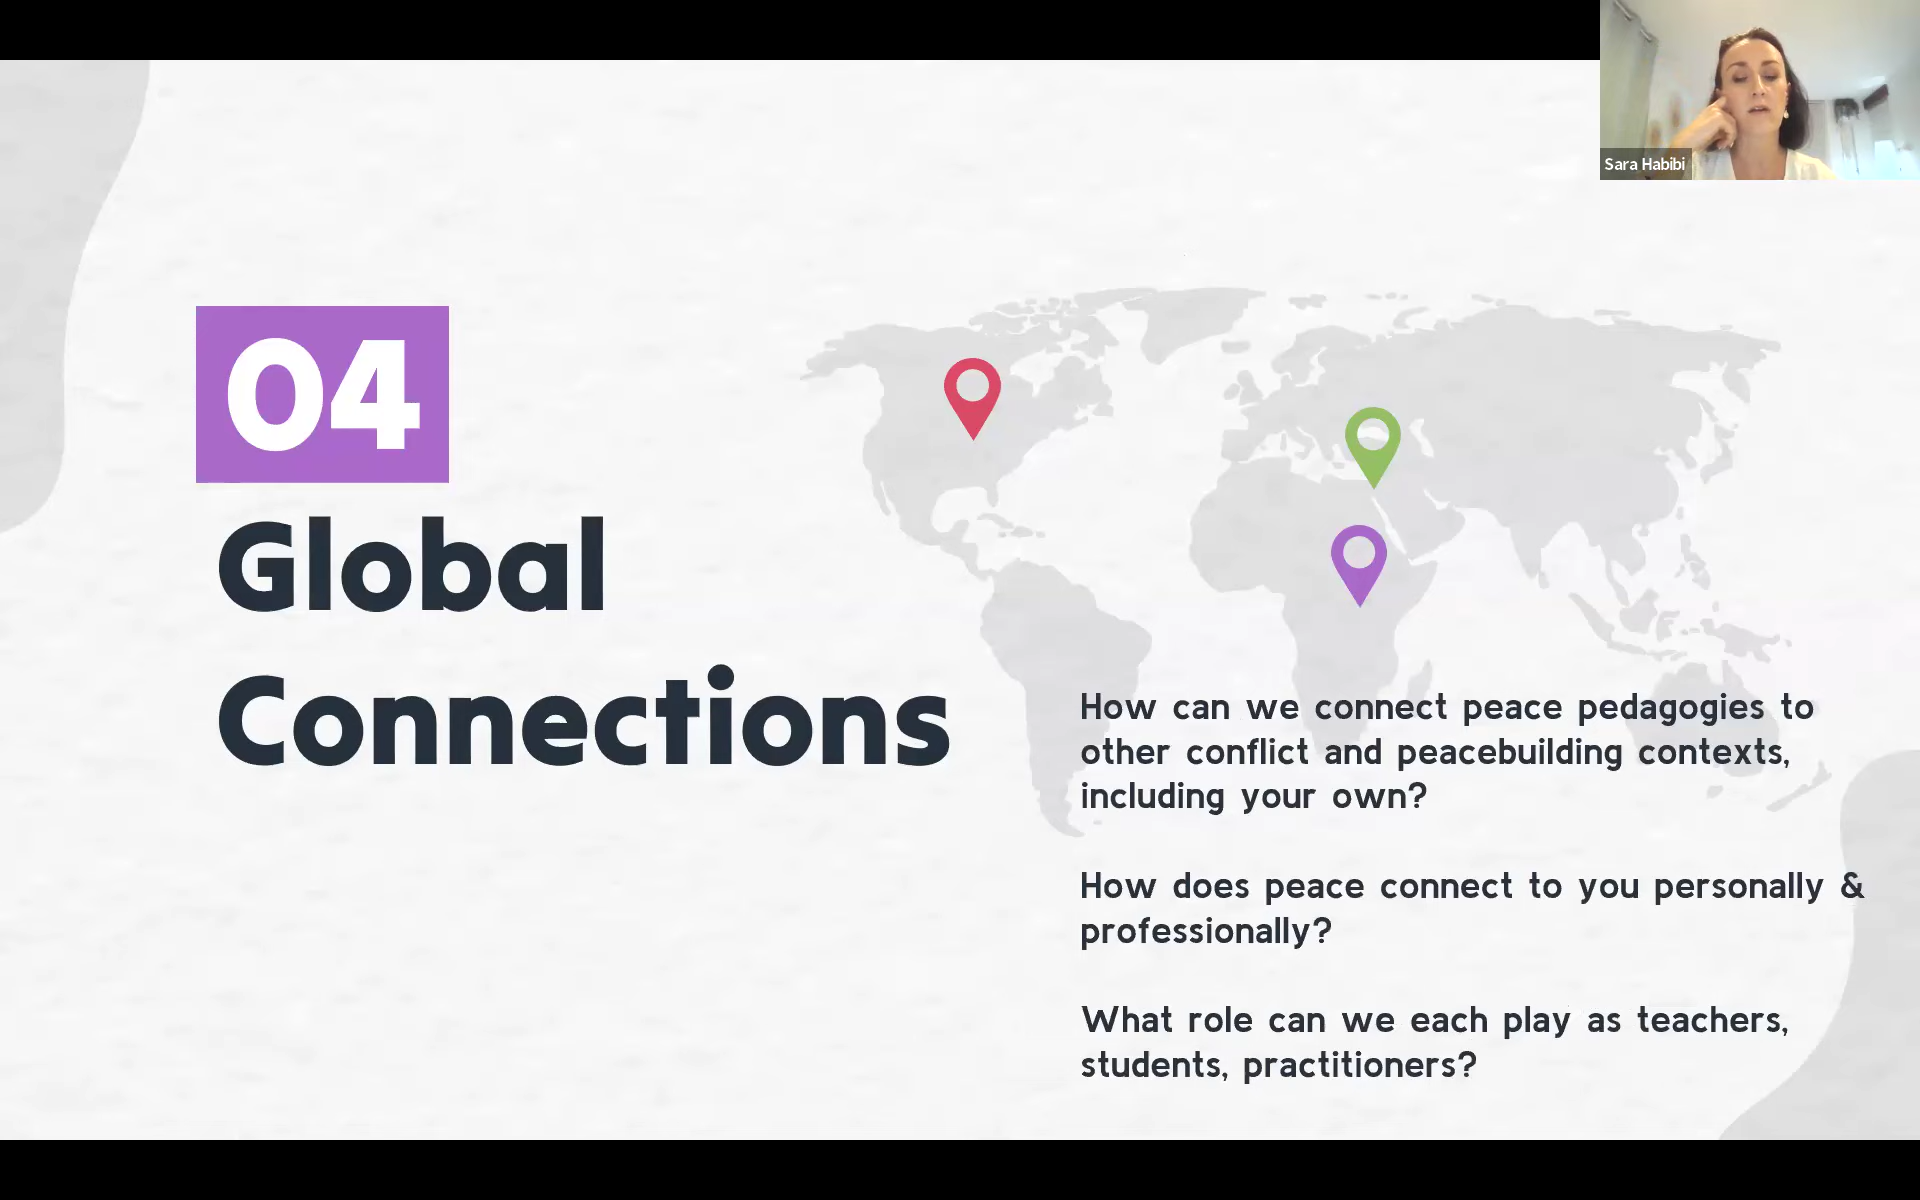 Sara Habibi
04
Global
Connections
How can we connect peace pedagogies to
other conflict and peacebuilding contexts,
including your own?
How does peace connect to you personally &
professionally?
What role can we each play as teachers,
students, practitioners?